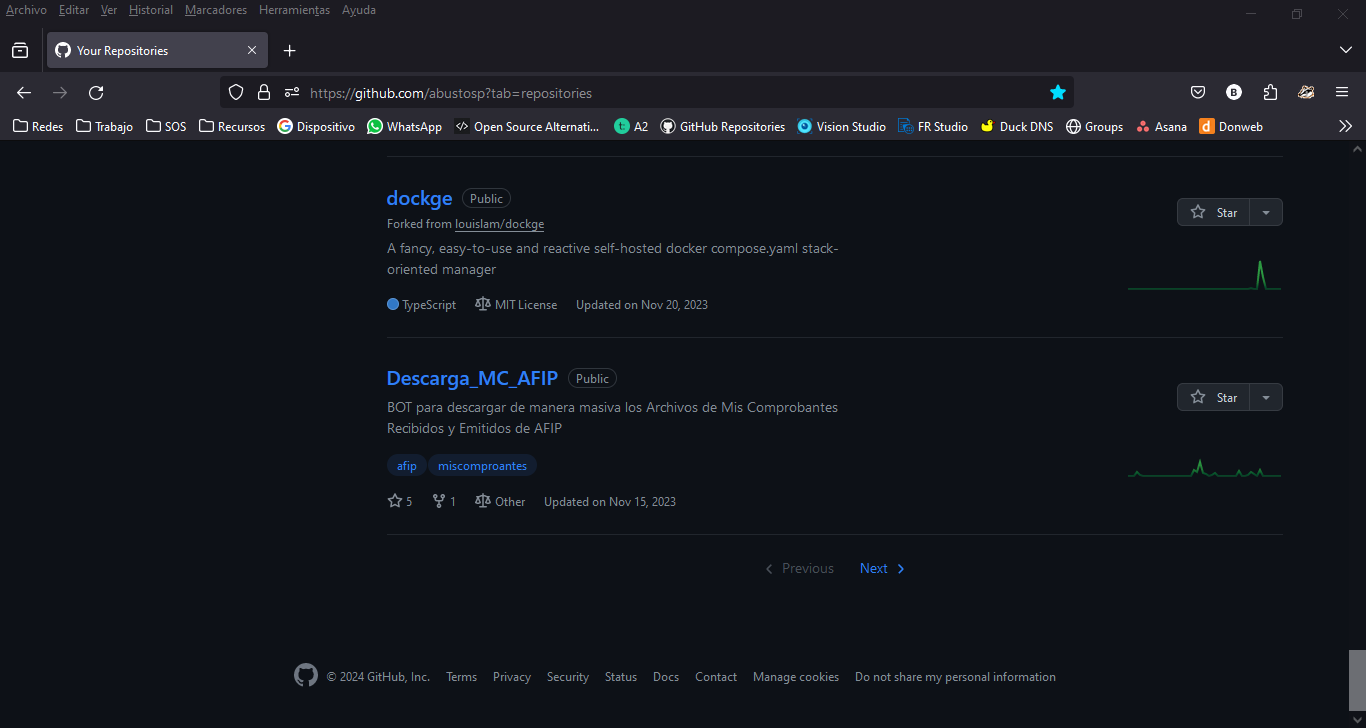 Archivo Editar Ver Historial Marcadores Herramientas Ayuda
Your Repositories
https://github.com/abustosp?tab=repositories
B
Redes Trabajo SOS Recursos Dispositivo WhatsApp Open Source Alternati... A2 GitHub Repositories Vision Studio FR Studio Duck DNS Groups Asana Donweb
dockge Public
Star
Forked from louislam/dockge
A fancy, easy-to-use and reactive self-hosted docker compose.yaml stack-
oriented manager
TypeScript MIT License Updated on Nov 20, 2023
Descarga_MC_AFIP Public
Star
BOT para descargar de manera masiva los Archivos de Mis Comprobantes
Recibidos y Emitidos de AFIP
afip miscomproantes
5 1 Other Updated on Nov 15, 2023
Previous Next
© 2024 GitHub, Inc. Terms Privacy Security Status Docs Contact Manage cookies Do not share my personal information